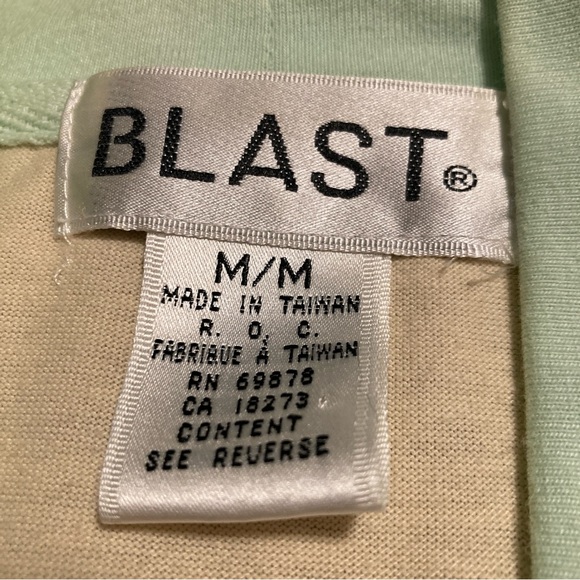 BLAST®
M/M
MADE IN TAIWAN
R. O. C.
FABRIQUE À TAIWAN
RN 69878
CA 18273
CONTENT
SEE REVERSE